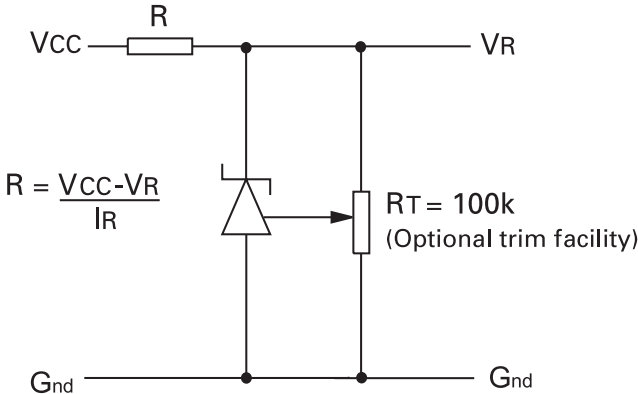 R
VCC
VR
R = VCC-VR
IR
RT = 100k
(Optional trim facility)
Gnd
Gnd